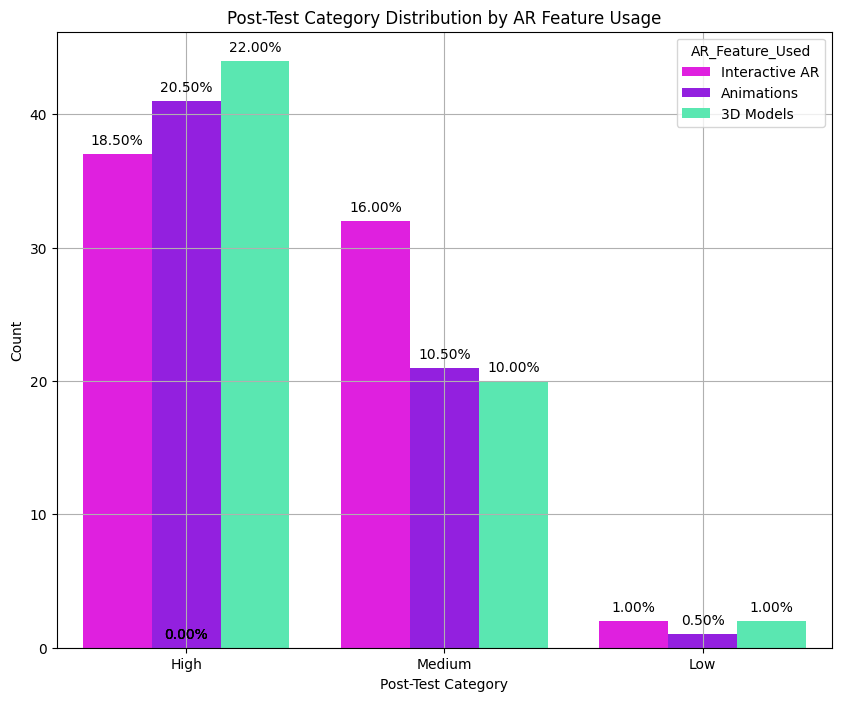 Post-Test Category Distribution by AR Feature Usage
AR_Feature_Used
Interactive AR
Animations
3D Models
22.00%
20.50%
18.50%
16.00%
10.50%
10.00%
1.00%
0.50%
1.00%
0.00%
40
30
20
10
0
Count
High
Medium
Low
Post-Test Category